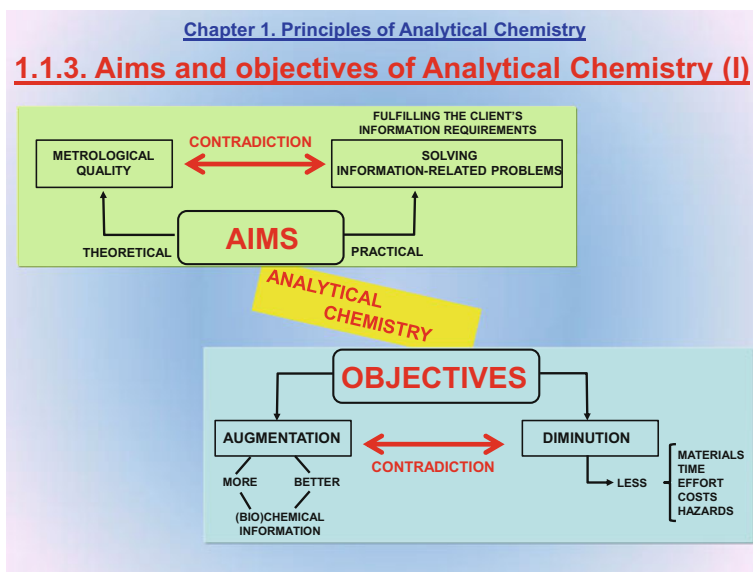 Chapter 1. Principles of Analytical Chemistry
1.1.3. Aims and objectives of Analytical Chemistry (I)
FULFILLING THE CLIENT'S
INFORMATION REQUIREMENTS
CONTRADICTION
METROLOGICAL
QUALITY
SOLVING
INFORMATION-RELATED PROBLEMS
AIMS
THEORETICAL
PRACTICAL
ANALYTICAL
CHEMISTRY
OBJECTIVES
AUGMENTATION
DIMINUTION
CONTRADICTION
MORE
BETTER
(BIO)CHEMICAL
INFORMATION
LESS
MATERIALS
TIME
EFFORT
COSTS
HAZARDS